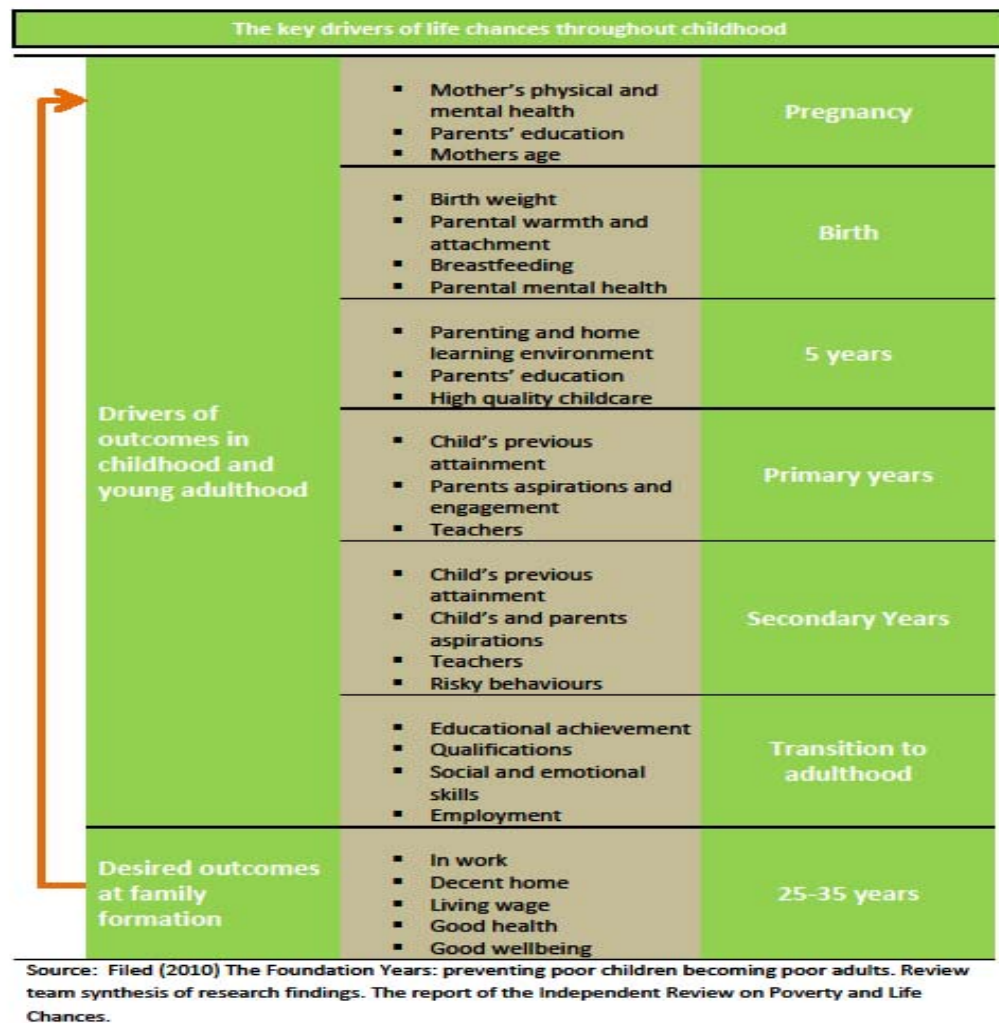 The key drivers of life chances throughout childhood
Drivers of
outcomes in
childhood and
young adulthood
▪ Mother's physical and
mental health
▪ Parents' education
▪ Mothers age
Pregnancy
▪ Birth weight
▪ Parental warmth and
attachment
▪ Breastfeeding
▪ Parental mental health
Birth
▪ Parenting and home
learning environment
▪ Parents' education
▪ High quality childcare
5 years
▪ Child's previous
attainment
▪ Parents aspirations and
engagement
▪ Teachers
Primary years
▪ Child's previous
attainment
▪ Child's and parents
aspirations
▪ Teachers
▪ Risky behaviours
Secondary Years
▪ Educational achievement
▪ Qualifications
▪ Social and emotional
skills
▪ Employment
Transition to
adulthood
Desired outcomes
at family
formation
▪ In work
▪ Decent home
▪ Living wage
▪ Good health
▪ Good wellbeing
25-35 years
Source: Filed (2010) The Foundation Years: preventing poor children becoming poor adults. Review
team synthesis of research findings. The report of the Independent Review on Poverty and Life
Chances.